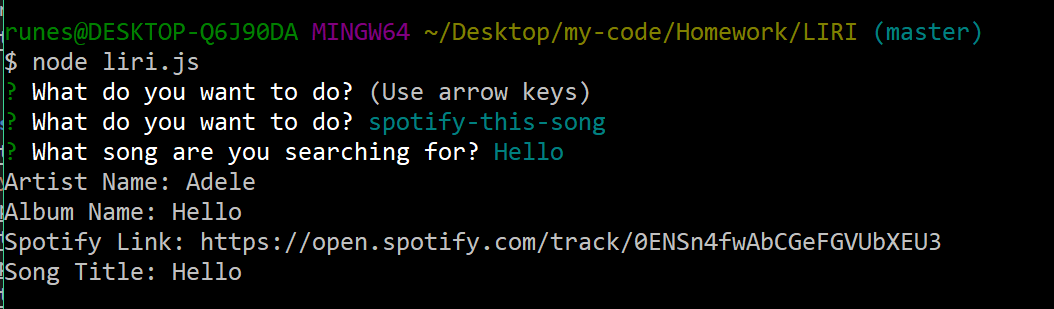 runes@DESKTOP-Q6J90DA MINGW64 ~/Desktop/my-code/Homework/LIRI (master)
$ node liri.js
? What do you want to do? (Use arrow keys)
? What do you want to do? spotify-this-song
? What song are you searching for? Hello
Artist Name: Adele
Album Name: Hello
Spotify Link: https://open.spotify.com/track/0ENSn4fwAbCGeFGVUbXEU3
Song Title: Hello